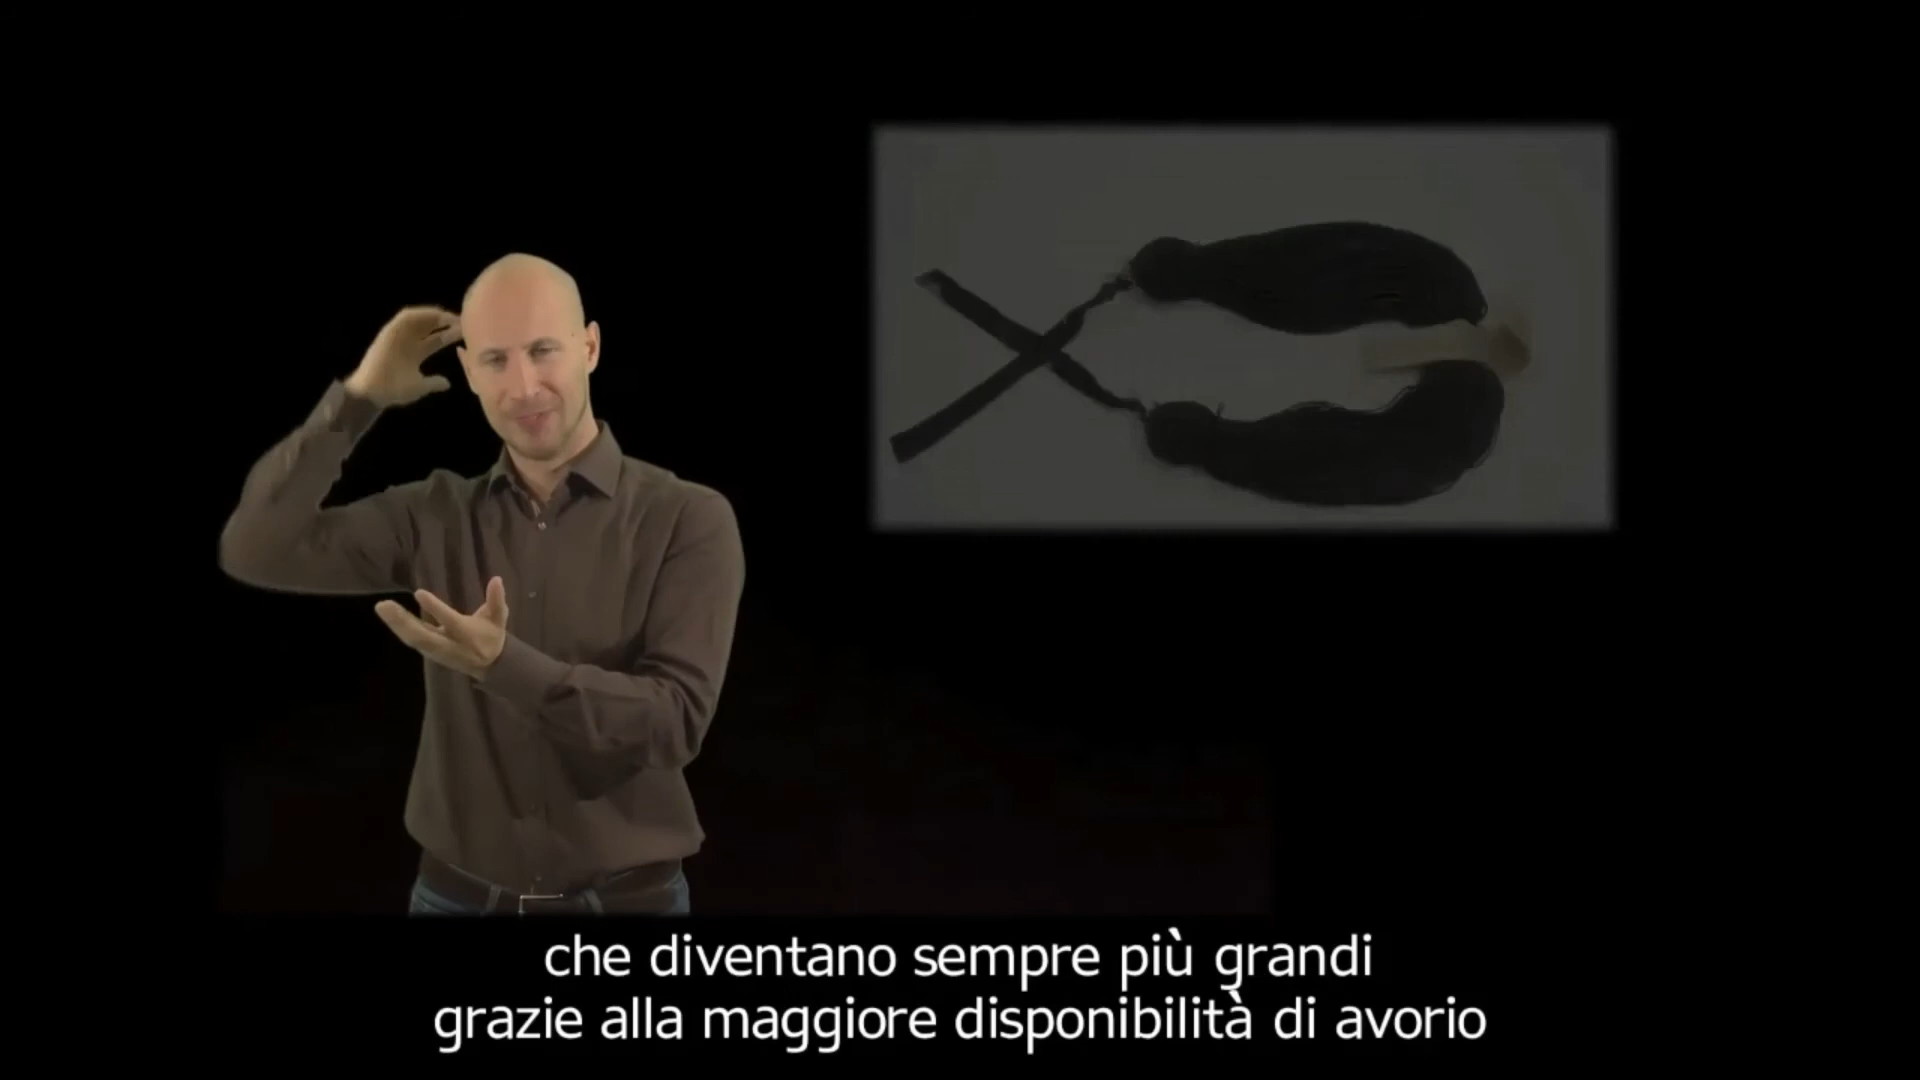 che diventano sempre più grandi
grazie alla maggiore disponibilità di avorio